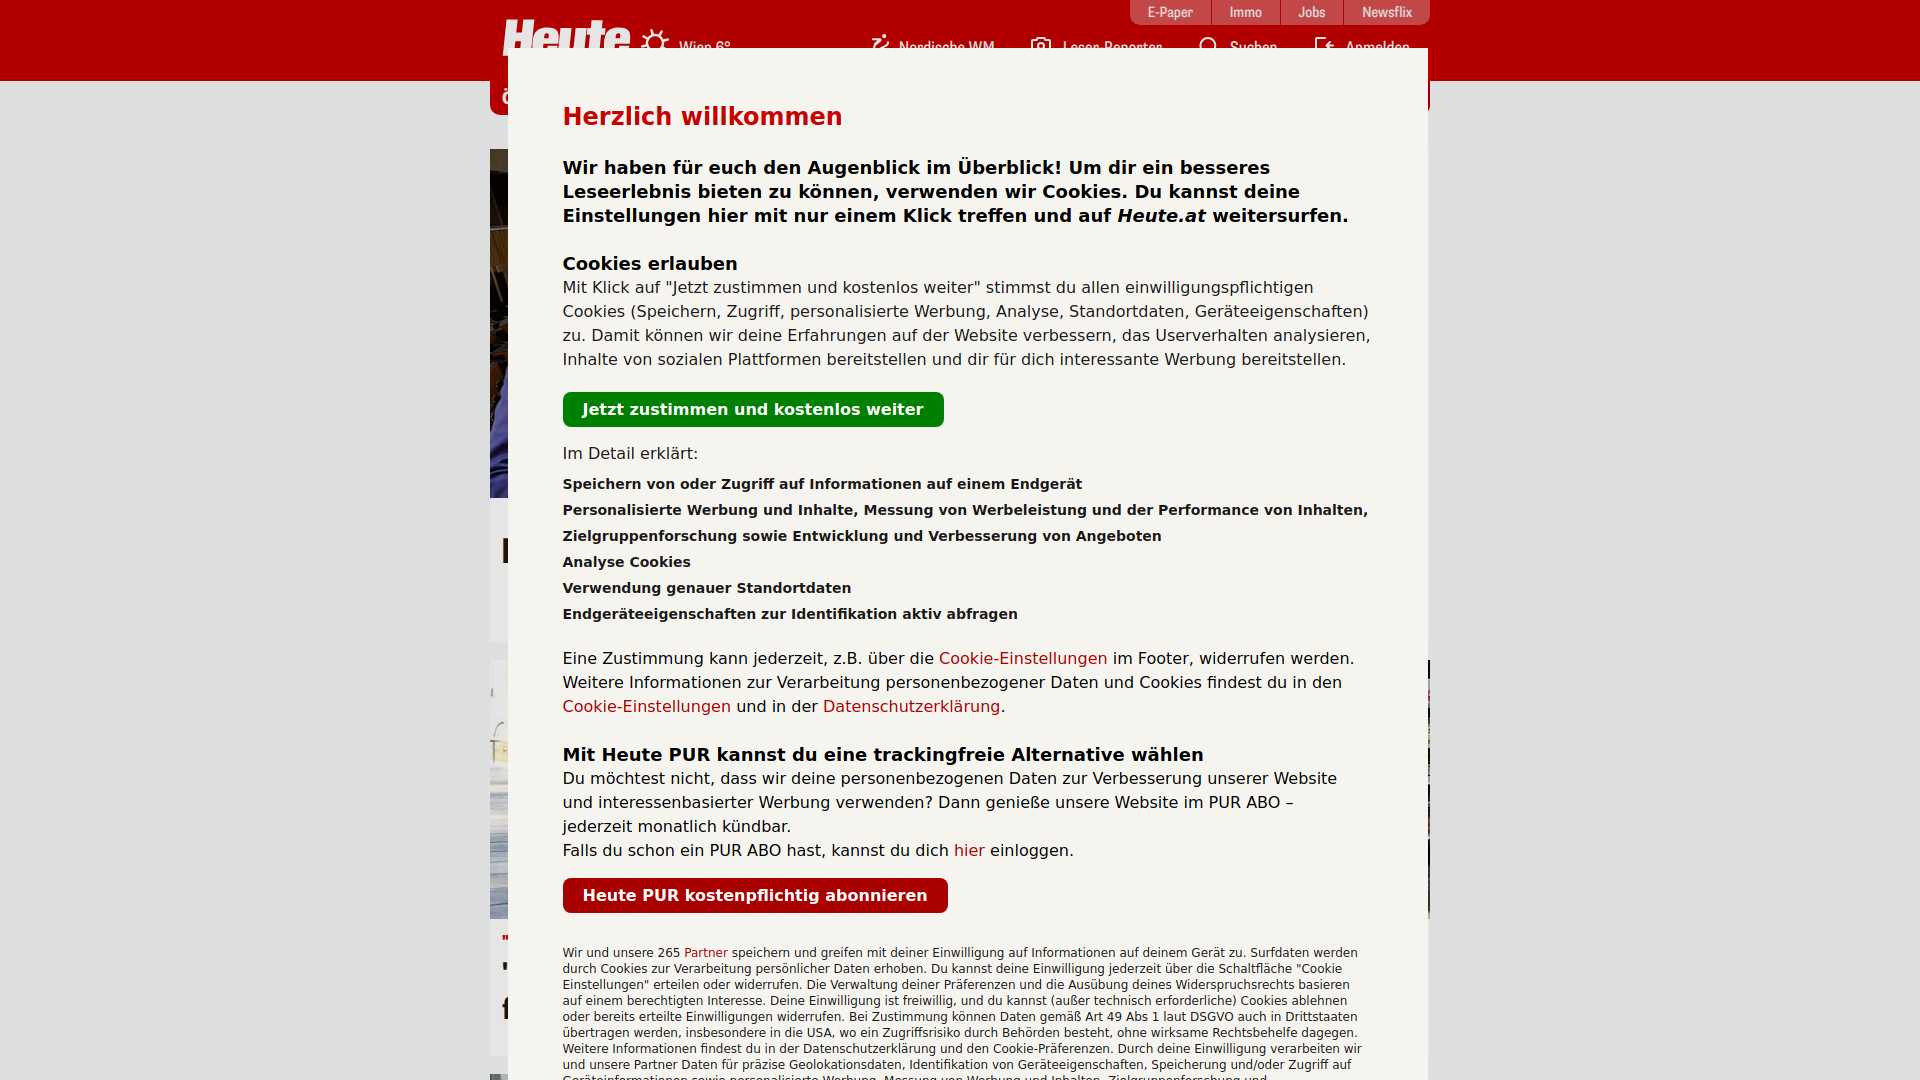 E-Paper Immo Jobs Newsflix
Heute Wien 6° Nordische WM Leser-Reporter Suchen Anmelden
Herzlich willkommen
Wir haben für euch den Augenblick im Überblick! Um dir ein besseres
Leseerlebnis bieten zu können, verwenden wir Cookies. Du kannst deine
Einstellungen hier mit nur einem Klick treffen und auf Heute.at weitersurfen.
Cookies erlauben
Mit Klick auf "Jetzt zustimmen und kostenlos weiter" stimmst du allen einwilligungspflichtigen
Cookies (Speichern, Zugriff, personalisierte Werbung, Analyse, Standortdaten, Geräteeigenschaften)
zu. Damit können wir deine Erfahrungen auf der Website verbessern, das Userverhalten analysieren,
Inhalte von sozialen Plattformen bereitstellen und dir für dich interessante Werbung bereitstellen.
Jetzt zustimmen und kostenlos weiter
Im Detail erklärt:
Speichern von oder Zugriff auf Informationen auf einem Endgerät
Personalisierte Werbung und Inhalte, Messung von Werbeleistung und der Performance von Inhalten,
Zielgruppenforschung sowie Entwicklung und Verbesserung von Angeboten
Analyse Cookies
Verwendung genauer Standortdaten
Endgeräteeigenschaften zur Identifikation aktiv abfragen
Eine Zustimmung kann jederzeit, z.B. über die Cookie-Einstellungen im Footer, widerrufen werden.
Weitere Informationen zur Verarbeitung personenbezogener Daten und Cookies findest du in den
Cookie-Einstellungen und in der Datenschutzerklärung.
Mit Heute PUR kannst du eine trackingfreie Alternative wählen
Du möchtest nicht, dass wir deine personenbezogenen Daten zur Verbesserung unserer Website
und interessenbasierter Werbung verwenden? Dann genieße unsere Website im PUR ABO –
jederzeit monatlich kündbar.
Falls du schon ein PUR ABO hast, kannst du dich hier einloggen.
Heute PUR kostenpflichtig abonnieren
Wir und unsere 265 Partner speichern und greifen mit deiner Einwilligung auf Informationen auf deinem Gerät zu. Surfdaten werden
durch Cookies zur Verarbeitung persönlicher Daten erhoben. Du kannst deine Einwilligung jederzeit über die Schaltfläche "Cookie
Einstellungen" erteilen oder widerrufen. Die Verwaltung deiner Präferenzen und die Ausübung deines Widerspruchsrechts basieren
auf einem berechtigten Interesse. Deine Einwilligung ist freiwillig, und du kannst (außer technisch erforderliche) Cookies ablehnen
oder bereits erteilte Einwilligungen widerrufen. Bei Zustimmung können Daten gemäß Art 49 Abs 1 laut DSGVO auch in Drittstaaten
übertragen werden, insbesondere in die USA, wo ein Zugriffsrisiko durch Behörden besteht, ohne wirksame Rechtsbehelfe dagegen.
Weitere Informationen findest du in der Datenschutzerklärung und den Cookie-Präferenzen. Durch deine Einwilligung verarbeiten wir
und unsere Partner Daten für präzise Geolokationsdaten, Identifikation von Geräteeigenschaften, Speicherung und/oder Zugriff auf
Geräteinformationen sowie personalisierte Werbung, Messung von Werbung und Inhalten, Zielgruppenforschung und